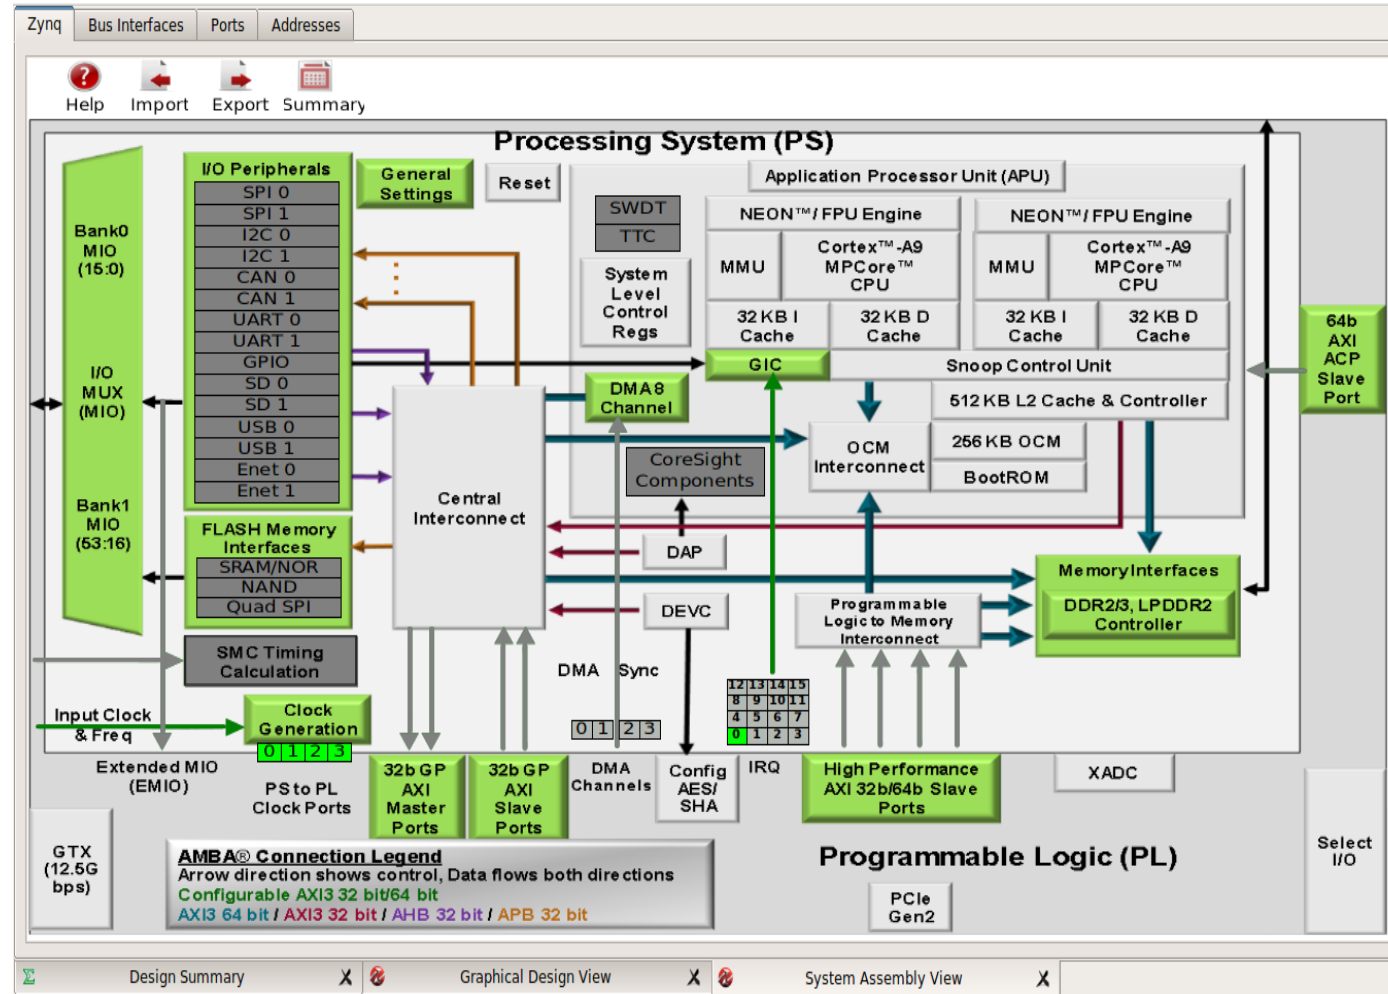 Zynq
Bus Interfaces
Ports
Addresses
Help
Import
Export
Summary
Processing System (PS)
Bank0
MIO
(15:0)
I/O
MUX
(MIO)
Bank1
MIO
(53:16)
I/O Peripherals
SPI 0
SPI 1
I2C 0
I2C 1
CAN 0
CAN 1
UART 0
UART 1
GPIO
SD 0
SD 1
USB 0
USB 1
Enet 0
Enet 1
FLASH Memory
Interfaces
SRAM/NOR
NAND
Quad SPI
SMC Timing
Calculation
General
Settings
Reset
Application Processor Unit (APU)
SWDT
TTC
System
Level
Control
Regs
NEON™/ FPU Engine
MMU
Cortex™-A9
MPCore™
CPU
32 KB I
Cache
32 KB D
Cache
NEON™/ FPU Engine
MMU
Cortex™-A9
MPCore™
CPU
32 KB I
Cache
32 KB D
Cache
GIC
Snoop Control Unit
DMA8
Channel
512 KB L2 Cache & Controller
OCM
Interconnect
256 KB OCM
BootROM
CoreSight
Components
Central
Interconnect
DAP
DEVC
Programmable
Logic to Memory
Interconnect
Memory Interfaces
DDR2/3, LPDDR2
Controller
64b
AXI
ACP
Slave
Port
Input Clock
& Freq
Clock
Generation
0 1 2 3
Extended MIO
(EMIO)
PS to PL
Clock Ports
32b GP
AXI
Master
Ports
32b GP
AXI
Slave
Ports
DMA Sync
0 1 2 3
DMA
Channels
Config
AES/
SHA
12 13 14 15
8 9 10 11
4 5 6 7
0 1 2 3
IRQ
High Performance
AXI 32b/64b Slave
Ports
XADC
GTX
(12.5G
bps)
AMBA® Connection Legend
Arrow direction shows control, Data flows both directions
Configurable AXI3 32 bit/64 bit
AXI3 64 bit / AXI3 32 bit / AHB 32 bit / APB 32 bit
Programmable Logic (PL)
PCIe
Gen2
Select
I/O
Design Summary
Graphical Design View
System Assembly View